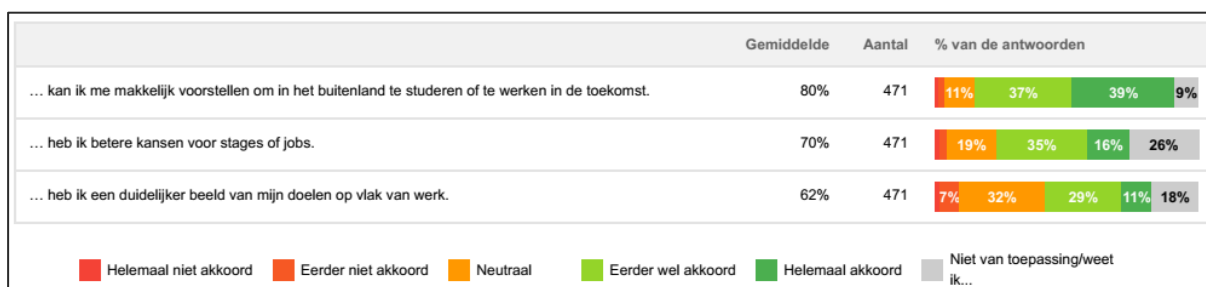 Gemiddelde Aantal % van de antwoorden
… kan ik me makkelijk voorstellen om in het buitenland te studeren of te werken in de toekomst. 80% 471 11% 37% 39% 9%
… heb ik betere kansen voor stages of jobs. 70% 471 19% 35% 16% 26%
… heb ik een duidelijker beeld van mijn doelen op vlak van werk. 62% 471 7% 32% 29% 11% 18%
Helemaal niet akkoord Eerder niet akkoord Neutraal Eerder wel akkoord Helemaal akkoord Niet van toepassing/weet
ik...